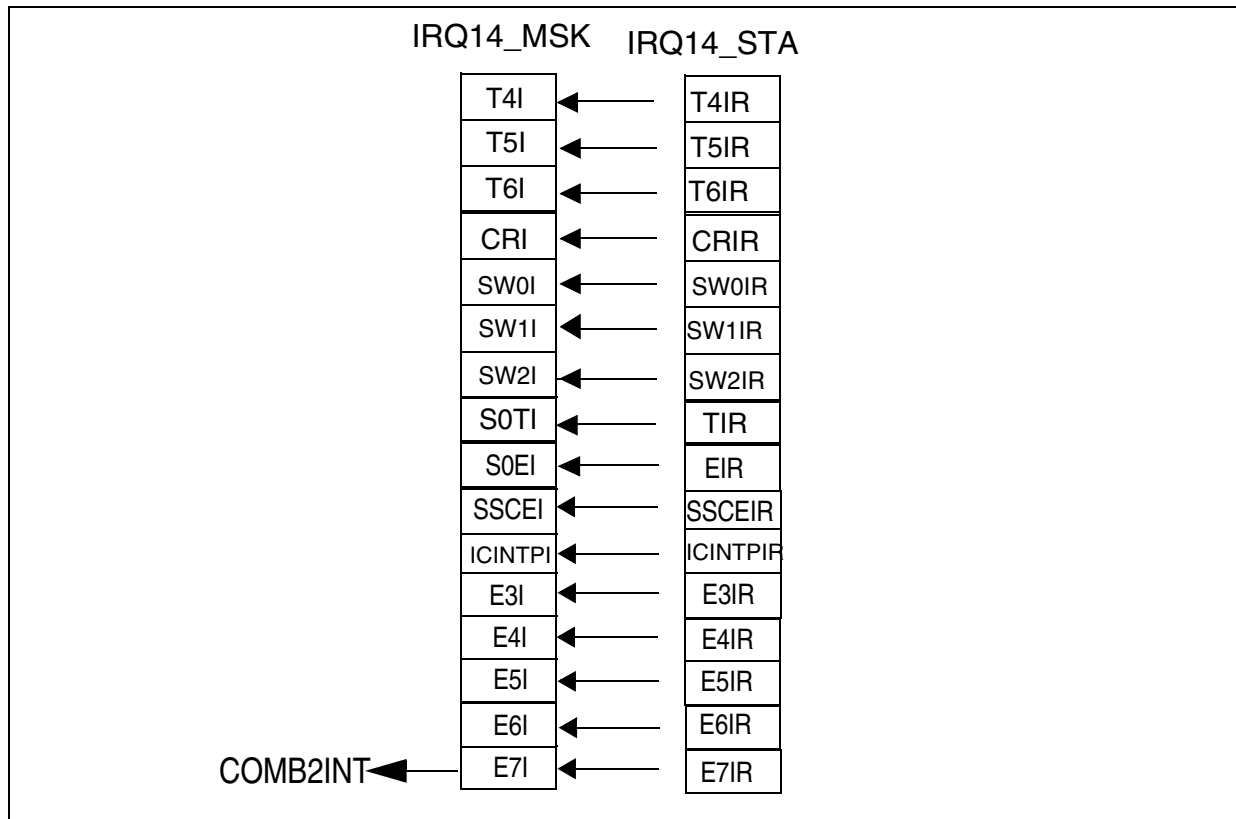 IRQ14_MSK IRQ14_STA
T4I T4IR
T5I T5IR
T6I T6IR
CRI CRIR
SW0I SW0IR
SW1I SW1IR
SW2I SW2IR
S0TI TIR
S0EI EIR
SSCEI SSCEIR
ICINTPI ICINTPIR
E3I E3IR
E4I E4IR
E5I E5IR
E6I E6IR
COMB2INT E7I E7IR